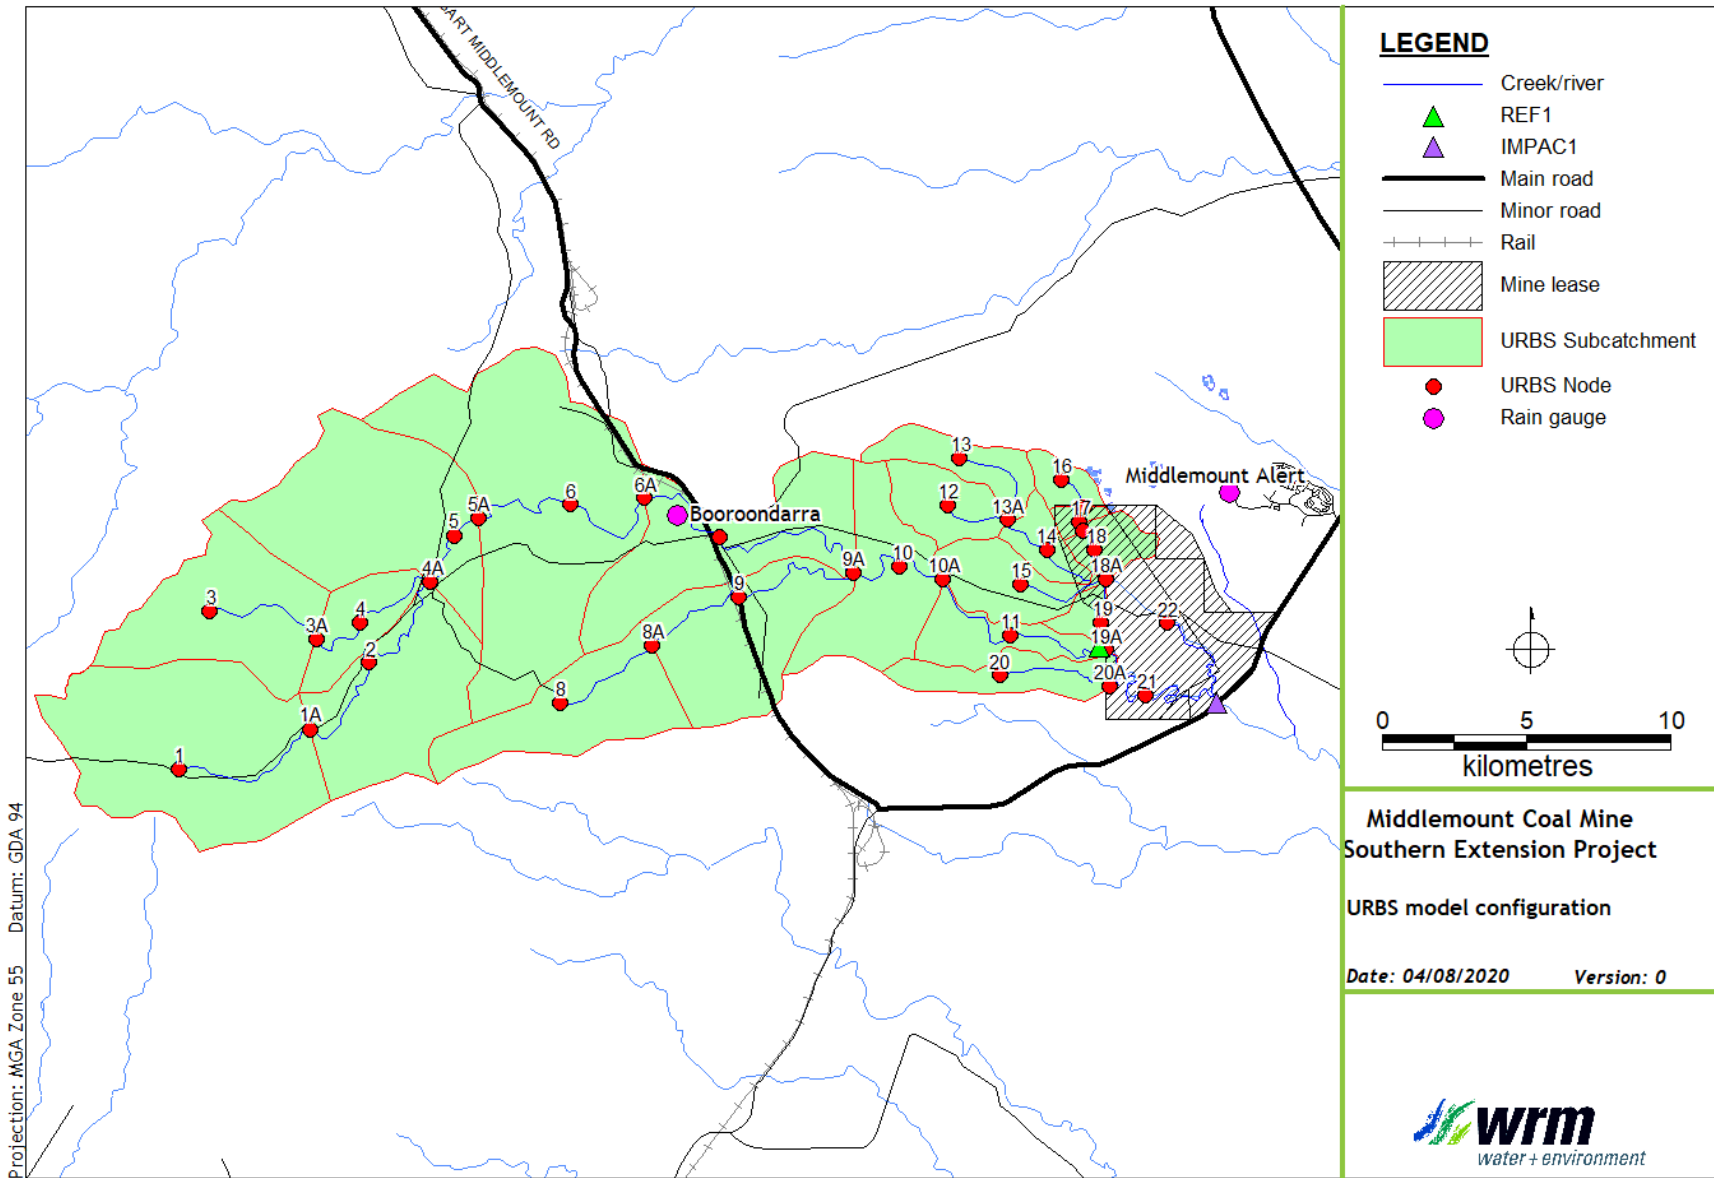 SART MIDDLEMOUNT RD
13
16
Middlemount Alert
12
6
6A
5A
5
Booroondarra
13A
17
14
18
4A
9A
10
10A
15
18A
9
3
4
3A
2
8A
11
19
22
19A
20
20A
21
8
1A
1
Projection: MGA Zone 55 Datum: GDA 94
LEGEND
Creek/river
REF1
IMPAC1
Main road
Minor road
Rail
Mine lease
URBS Subcatchment
URBS Node
Rain gauge
0 5 10
kilometres
Middlemount Coal Mine
Southern Extension Project
URBS model configuration
Date: 04/08/2020 Version: 0
wrm
water+environment